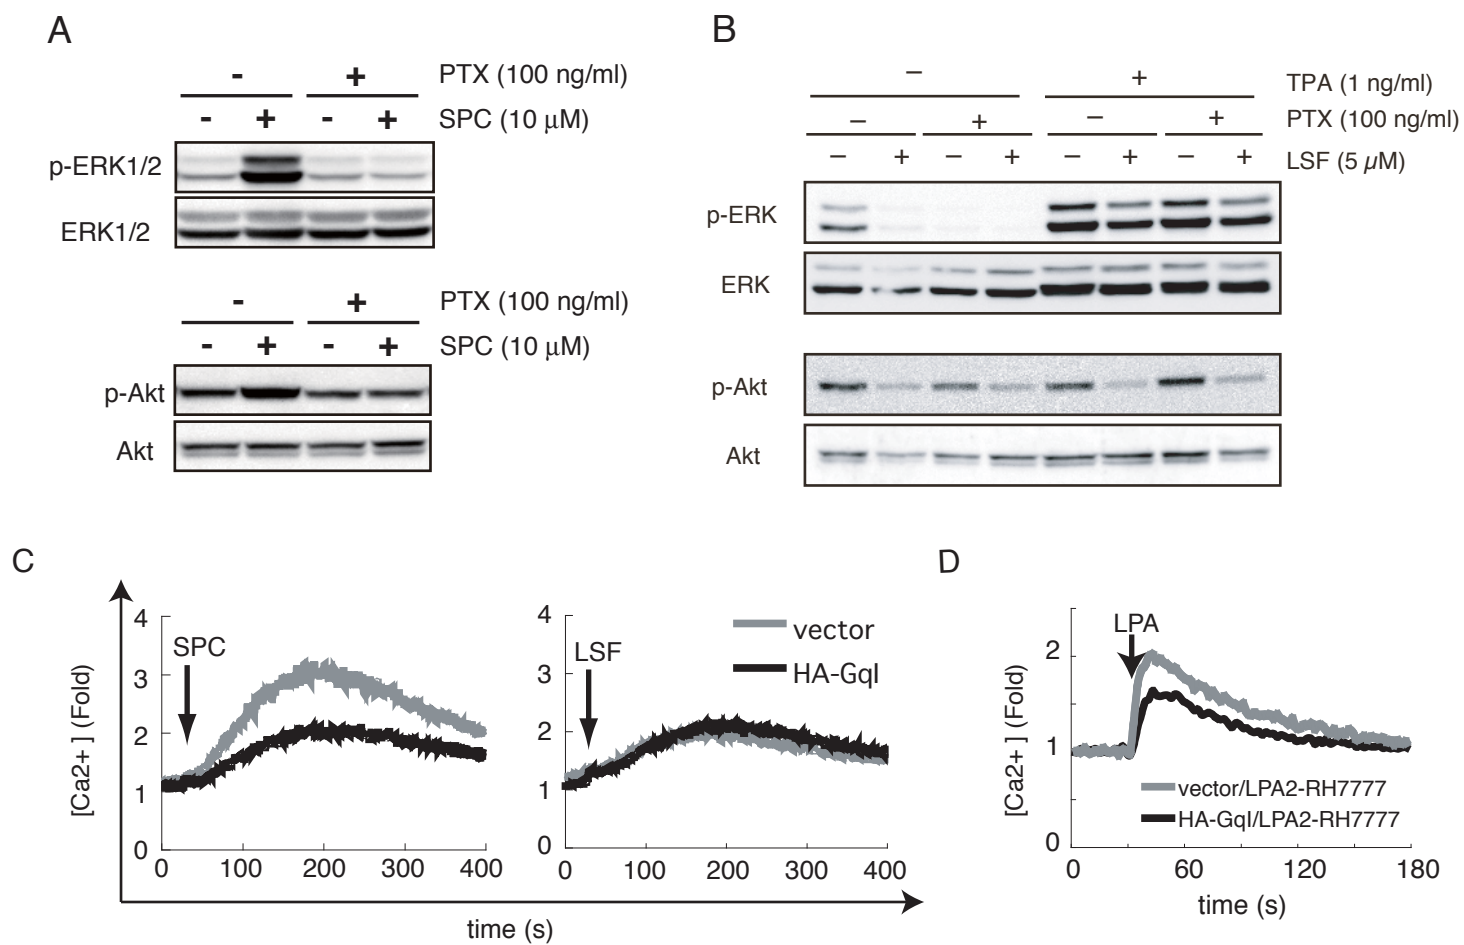 A
- + PTX (100 ng/ml)
- + - + SPC (10 μM)
p-ERK1/2
ERK1/2
- + PTX (100 ng/ml)
- + - + SPC (10 μM)
p-Akt
Akt
B
− + TPA (1 ng/ml)
− + − + PTX (100 ng/ml)
− + − + − + − + LSF (5 μM)
p-ERK
ERK
p-Akt
Akt
C
[Ca2+ ] (Fold)
4
3
2
1
0
SPC
0 100 200 300 400
4
3
2
1
0
LSF
vector
HA-GqI
0 100 200 300 400
time (s)
D
[Ca2+ ] (Fold)
2
1
0
LPA
vector/LPA2-RH7777
HA-GqI/LPA2-RH7777
0 60 120 180
time (s)